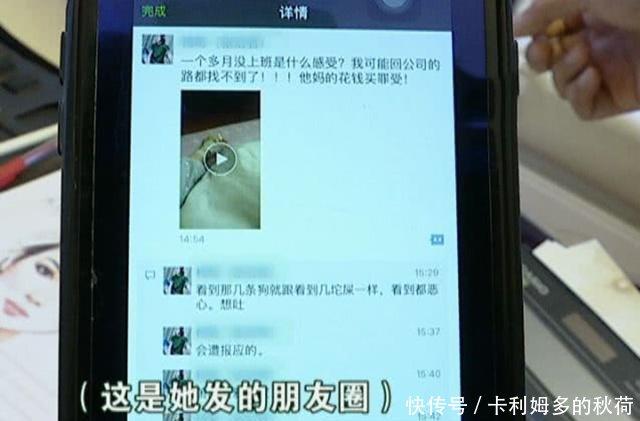 完成
详情
一个多月没上班是什么感受？我可能回公司的
路都找不到了！！！他妈的花钱买罪受！
14:54
15:29
看到那几条狗就跟看到几坨屎一样，看到都恶
心。想吐
15:37
会遭报应的。
15:40
（这是她发的朋友圈）
快传号／卡利姆多的秋荷